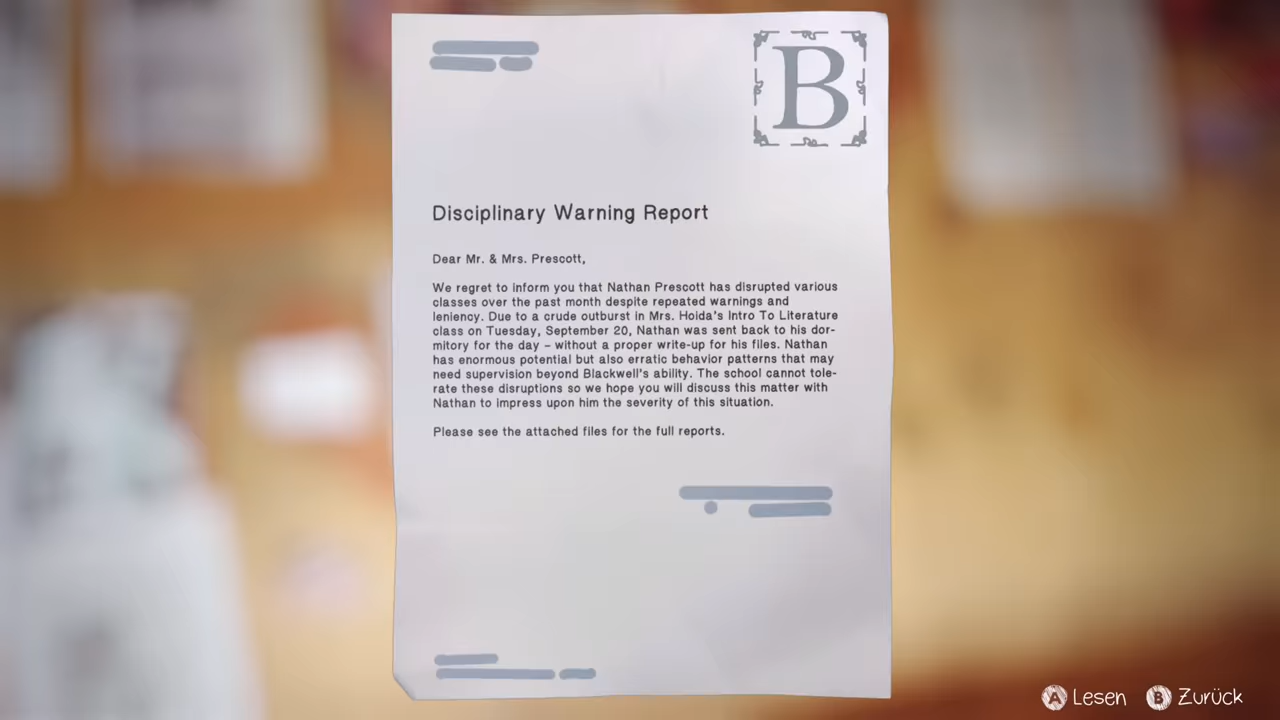 B
Disciplinary Warning Report
Dear Mr. & Mrs. Prescott,
We regret to inform you that Nathan Prescott has disrupted various
classes over the past month despite repeated warnings and
leniency. Due to a crude outburst in Mrs. Hoida's Intro To Literature
class on Tuesday, September 20, Nathan was sent back to his dor-
mitory for the day – without a proper write-up for his files. Nathan
has enormous potential but also erratic behavior patterns that may
need supervision beyond Blackwell's ability. The school cannot tole-
rate these disruptions so we hope you will discuss this matter with
Nathan to impress upon him the severity of this situation.
Please see the attached files for the full reports.
A Lesen B Zurück